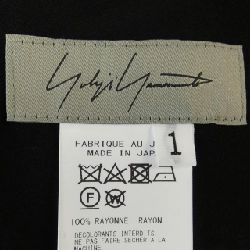 Yohji Yamamoto
FABRIQUE AU J
MADE IN JAP
1
100% RAYONNE RAYON
DECOLORANTS INTERDIT
NE PAS FAIRE SECHER A LA
MACHINE